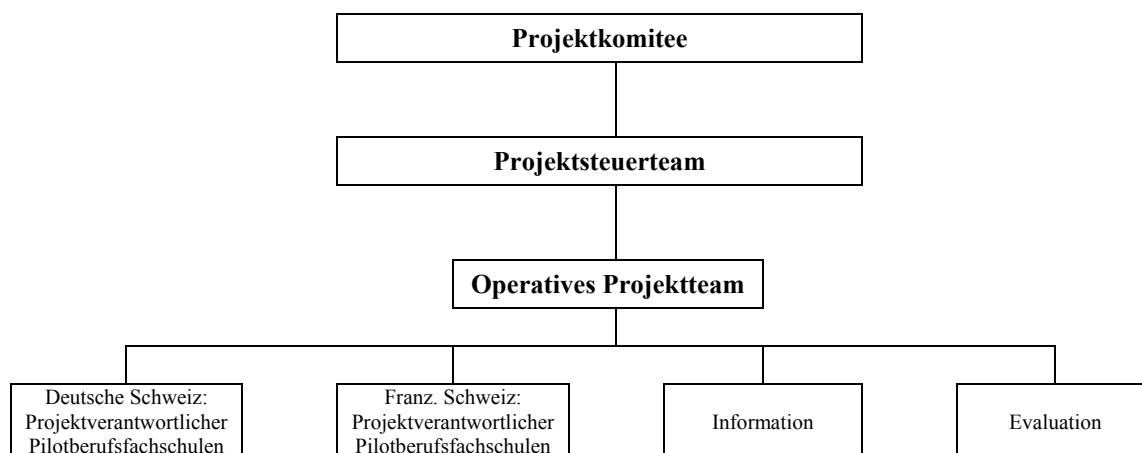 Projektkomitee
Projektsteuerteam
Operatives Projektteam
Deutsche Schweiz:
Projektverantwortlicher
Pilotberufsfachschulen
Franz. Schweiz:
Projektverantwortlicher
Pilotberufsfachschulen
Information
Evaluation